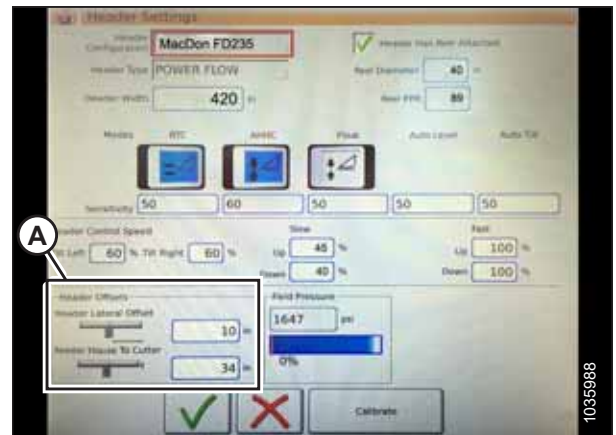 Header Settings
Header Configuration MacDon FD235 Header Has Reel Attached
Header Type POWER FLOW Reel Diameter 40 in
Header Width 420 in Reel PPR 89
Modes RTC AHHC Float Auto Level Auto Tilt
Sensitivity 50 60 50 50 50
Header Control Speed Slow Fast
Tilt Left 60 % Tilt Right 60 % Up 48 % Up 100 %
Down 40 % Down 100 %
A
Header Offsets Field Pressure
Header Lateral Offset 10 in 1647 psi
Feeder House To Cutter 34 in 0%
Calibrate
1035988